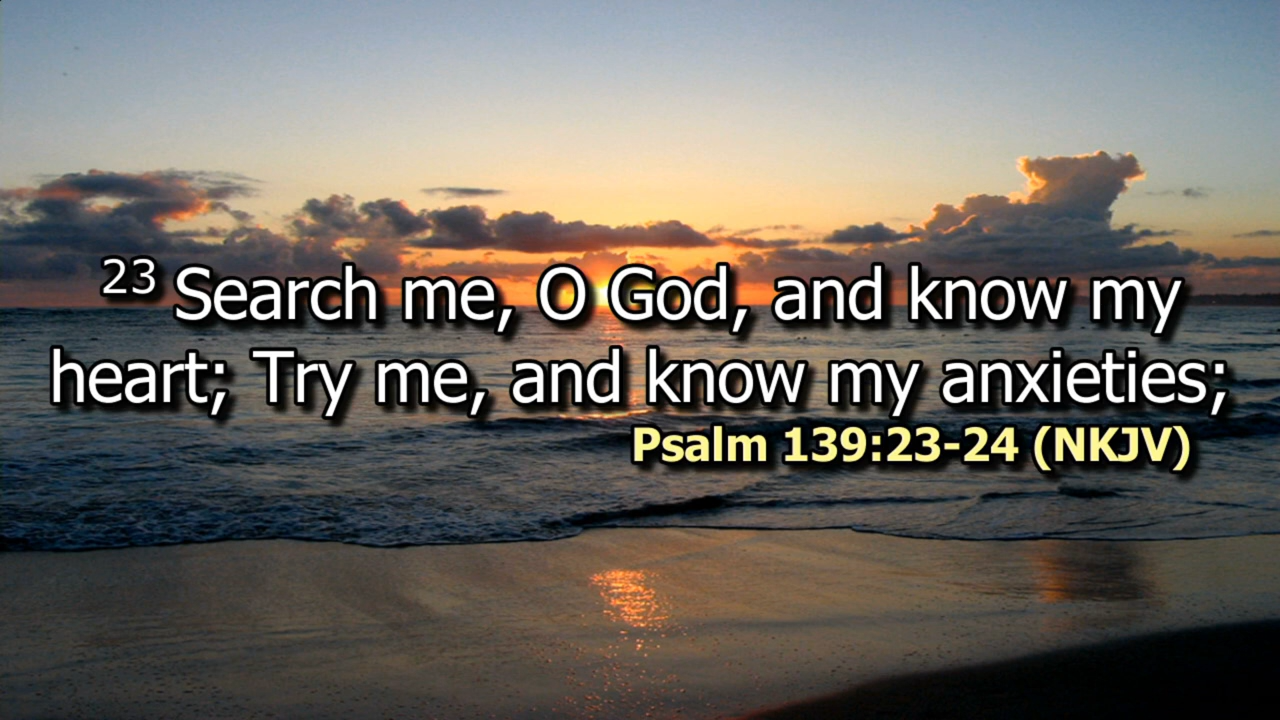 23 Search me, O God, and know my
heart; Try me, and know my anxieties;
Psalm 139:23-24 (NKJV)